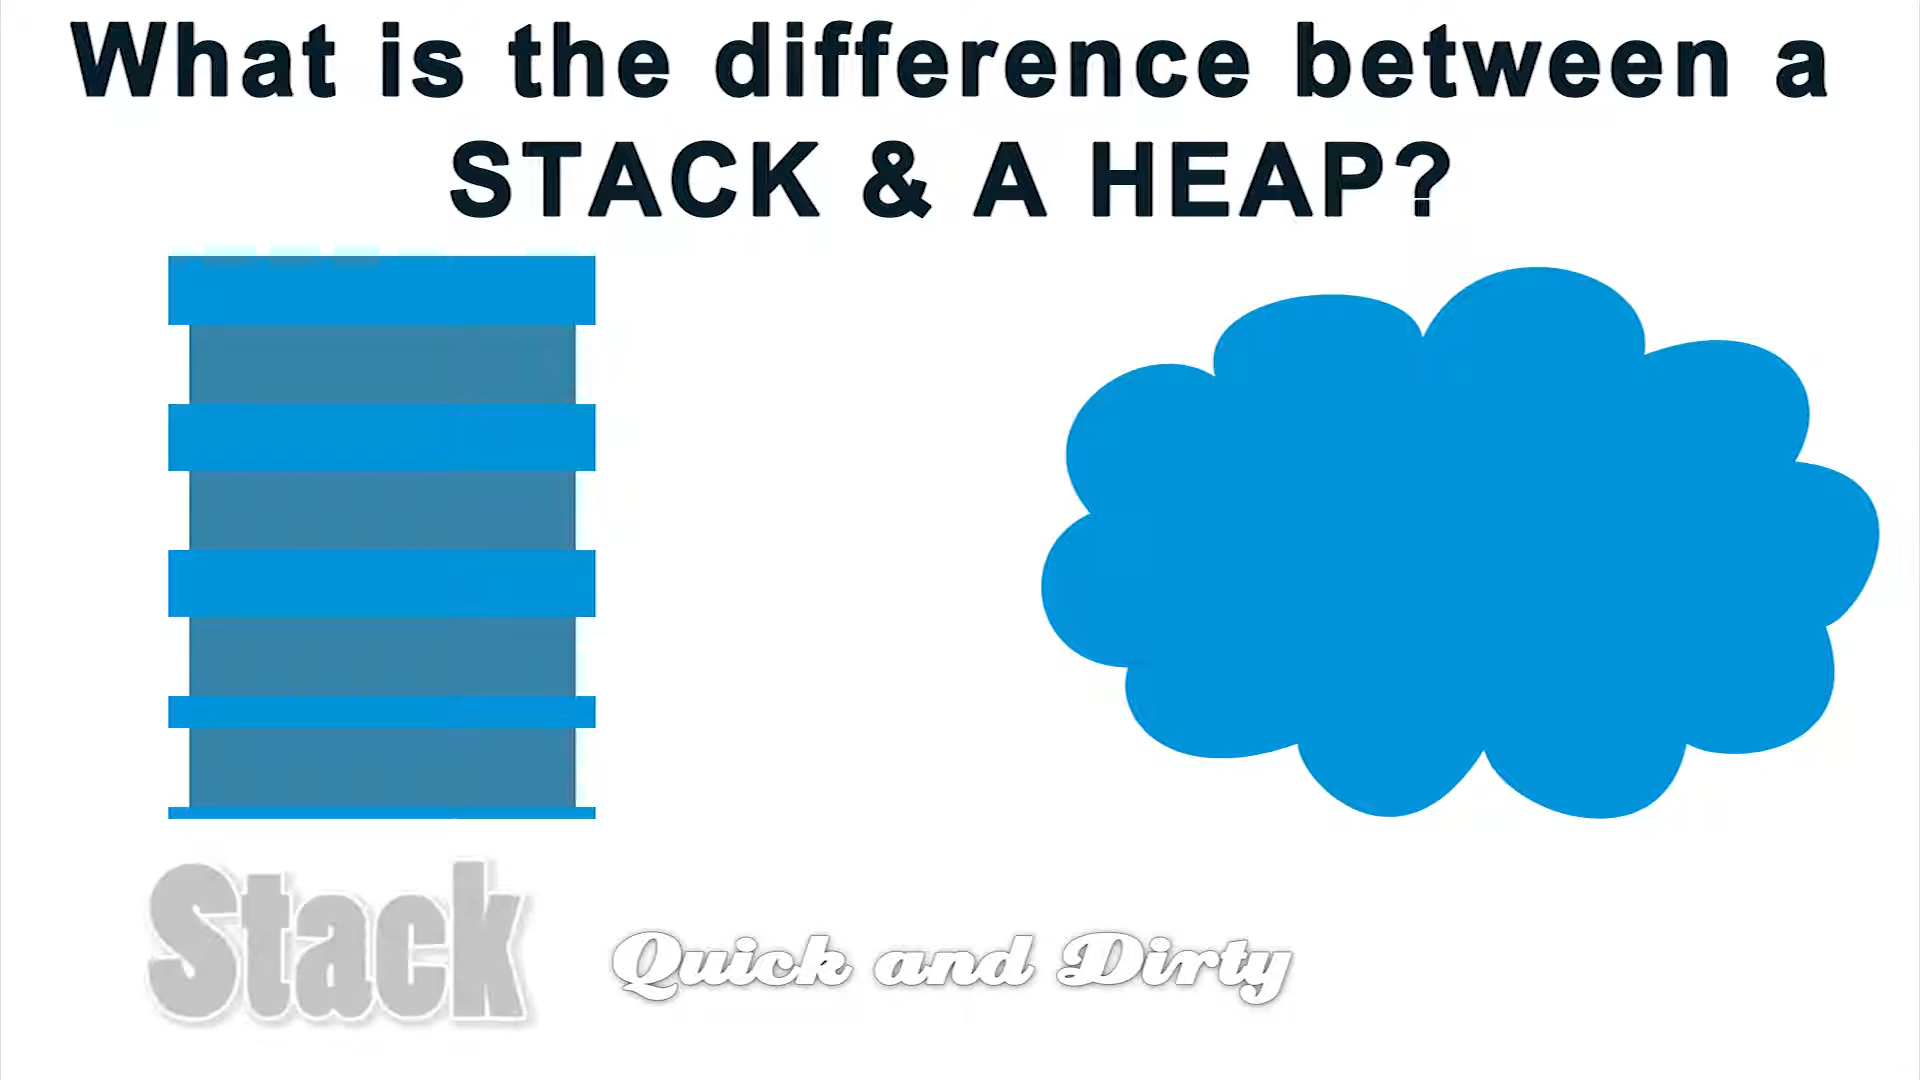 What is the difference between a
STACK & A HEAP?
Stack
Quick and Dirty